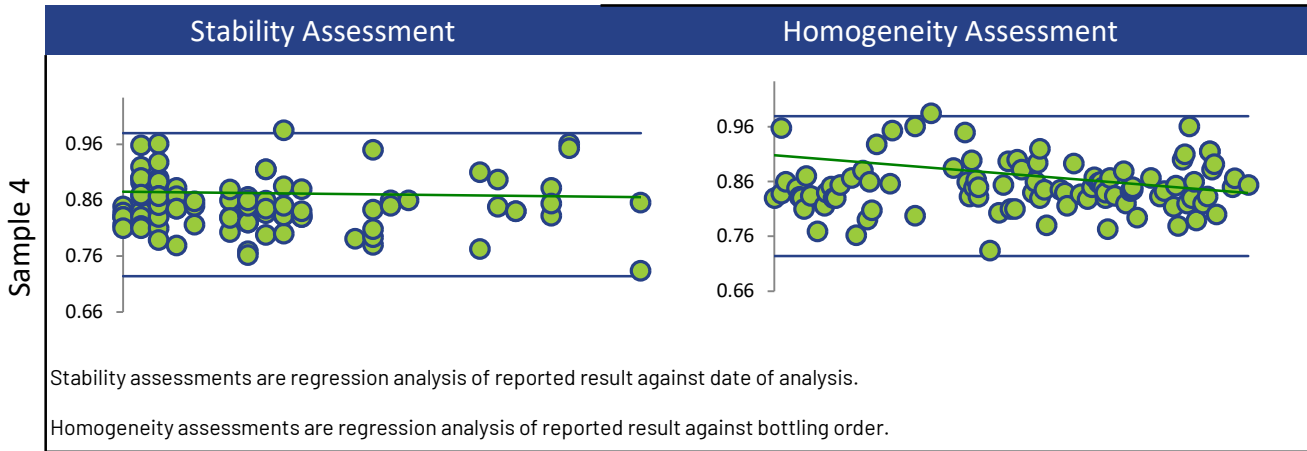 Stability Assessment
Homogeneity Assessment
Sample 4
0.96
0.86
0.76
0.66
0.96
0.86
0.76
0.66
Stability assessments are regression analysis of reported result against date of analysis.
Homogeneity assessments are regression analysis of reported result against bottling order.